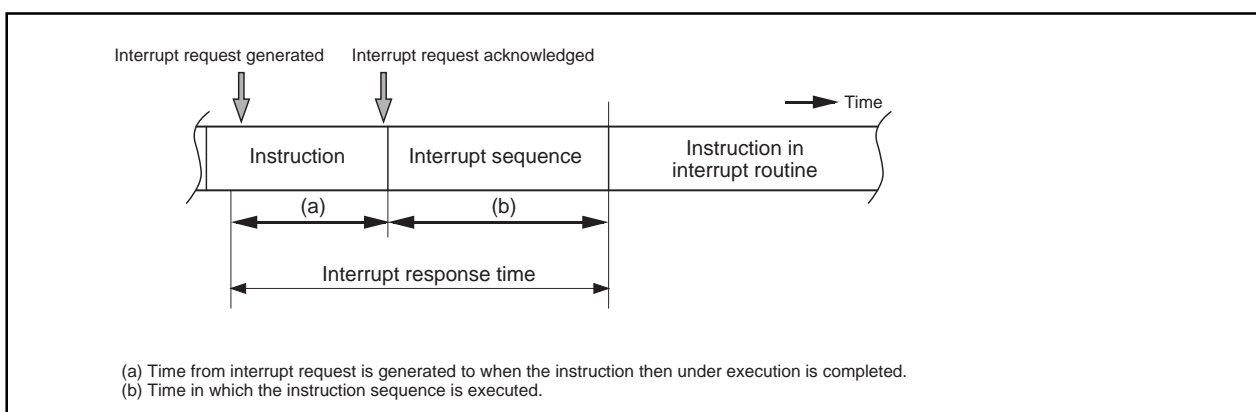 Interrupt request generated
Interrupt request acknowledged
Time
Instruction
Interrupt sequence
Instruction in
interrupt routine
(a)
(b)
Interrupt response time
(a) Time from interrupt request is generated to when the instruction then under execution is completed.
(b) Time in which the instruction sequence is executed.